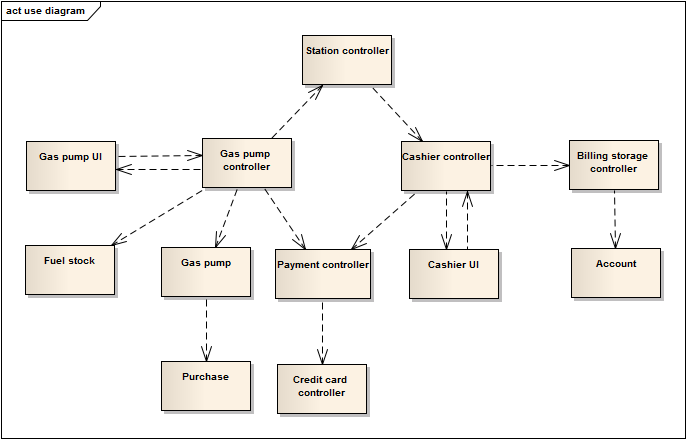 act use diagram
Station controller
Gas pump UI
Gas pump
controller
Cashier controller
Billing storage
controller
Fuel stock
Gas pump
Payment controller
Cashier UI
Account
Purchase
Credit card
controller